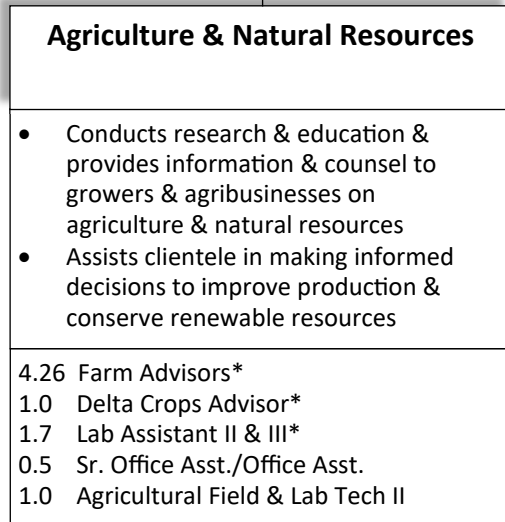 Agriculture & Natural Resources
• Conducts research & education &
provides information & counsel to
growers & agribusinesses on
agriculture & natural resources
• Assists clientele in making informed
decisions to improve production &
conserve renewable resources
4.26 Farm Advisors*
1.0 Delta Crops Advisor*
1.7 Lab Assistant II & III*
0.5 Sr. Office Asst./Office Asst.
1.0 Agricultural Field & Lab Tech II